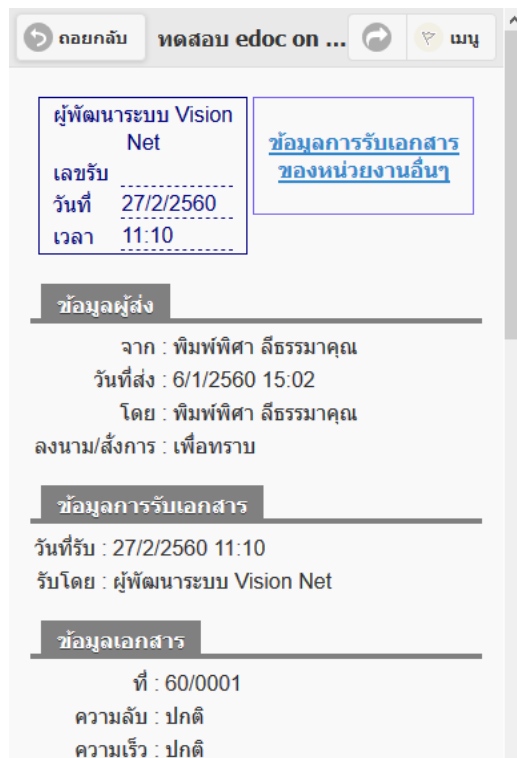 ถอยกลับ
ทดสอบ edoc on ...
เมนู
ผู้พัฒนาระบบ Vision
Net
เลขรับ
วันที่ 27/2/2560
เวลา 11:10
ข้อมูลการรับเอกสาร
ของหน่วยงานอื่นๆ
ข้อมูลผู้ส่ง
จาก : พิมพ์พิศา ลีธรรมาคุณ
วันที่ส่ง : 6/1/2560 15:02
โดย : พิมพ์พิศา ลีธรรมาคุณ
ลงนาม/สั่งการ : เพื่อทราบ
ข้อมูลการรับเอกสาร
วันที่รับ : 27/2/2560 11:10
รับโดย : ผู้พัฒนาระบบ Vision Net
ข้อมูลเอกสาร
ที่ : 60/0001
ความลับ : ปกติ
ความเร็ว : ปกติ